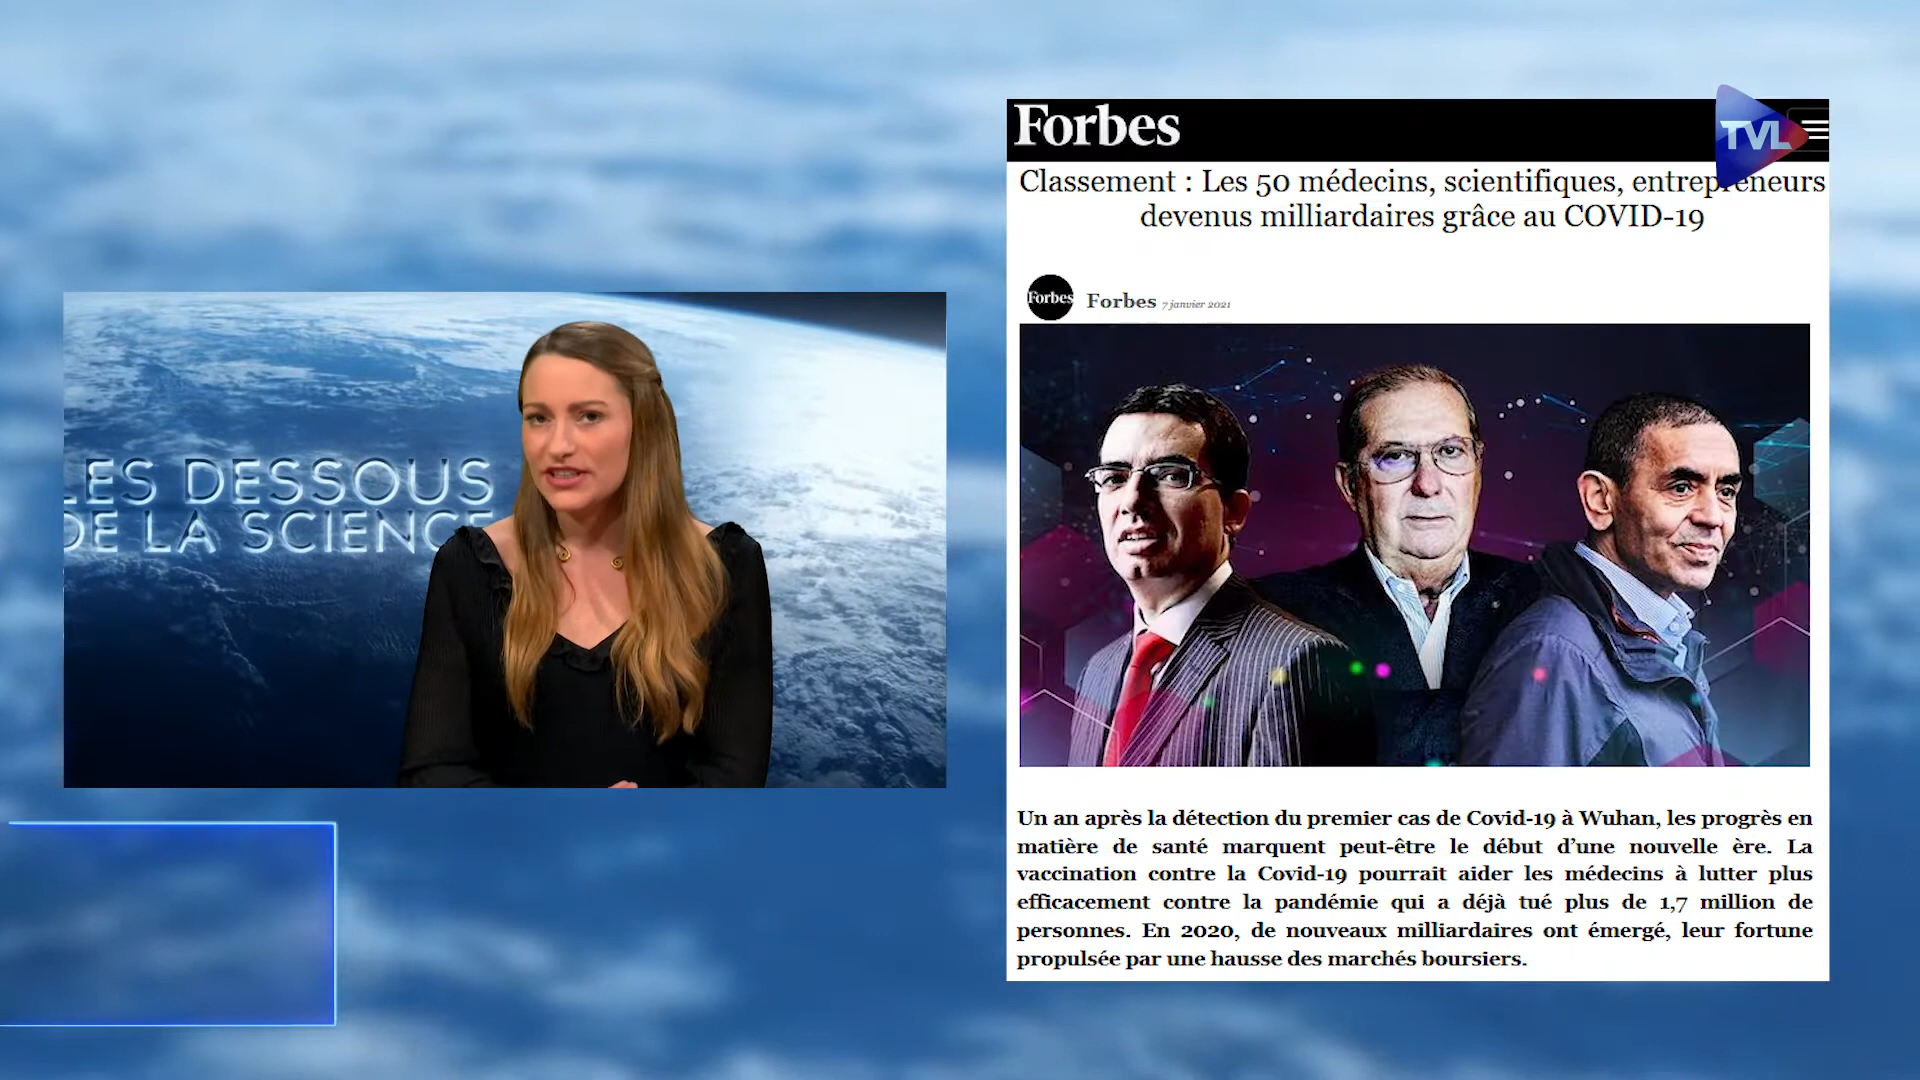 Forbes
TVL
Classement : Les 50 médecins, scientifiques, entrepreneurs
devenus milliardaires grâce au COVID-19
Forbes
Forbes 7 janvier 2021
LES DESSOUS
DE LA SCIENCE
Un an après la détection du premier cas de Covid-19 à Wuhan, les progrès en
matière de santé marquent peut-être le début d’une nouvelle ère. La
vaccination contre la Covid-19 pourrait aider les médecins à lutter plus
efficacement contre la pandémie qui a déjà tué plus de 1,7 million de
personnes. En 2020, de nouveaux milliardaires ont émergé, leur fortune
propulsée par une hausse des marchés boursiers.